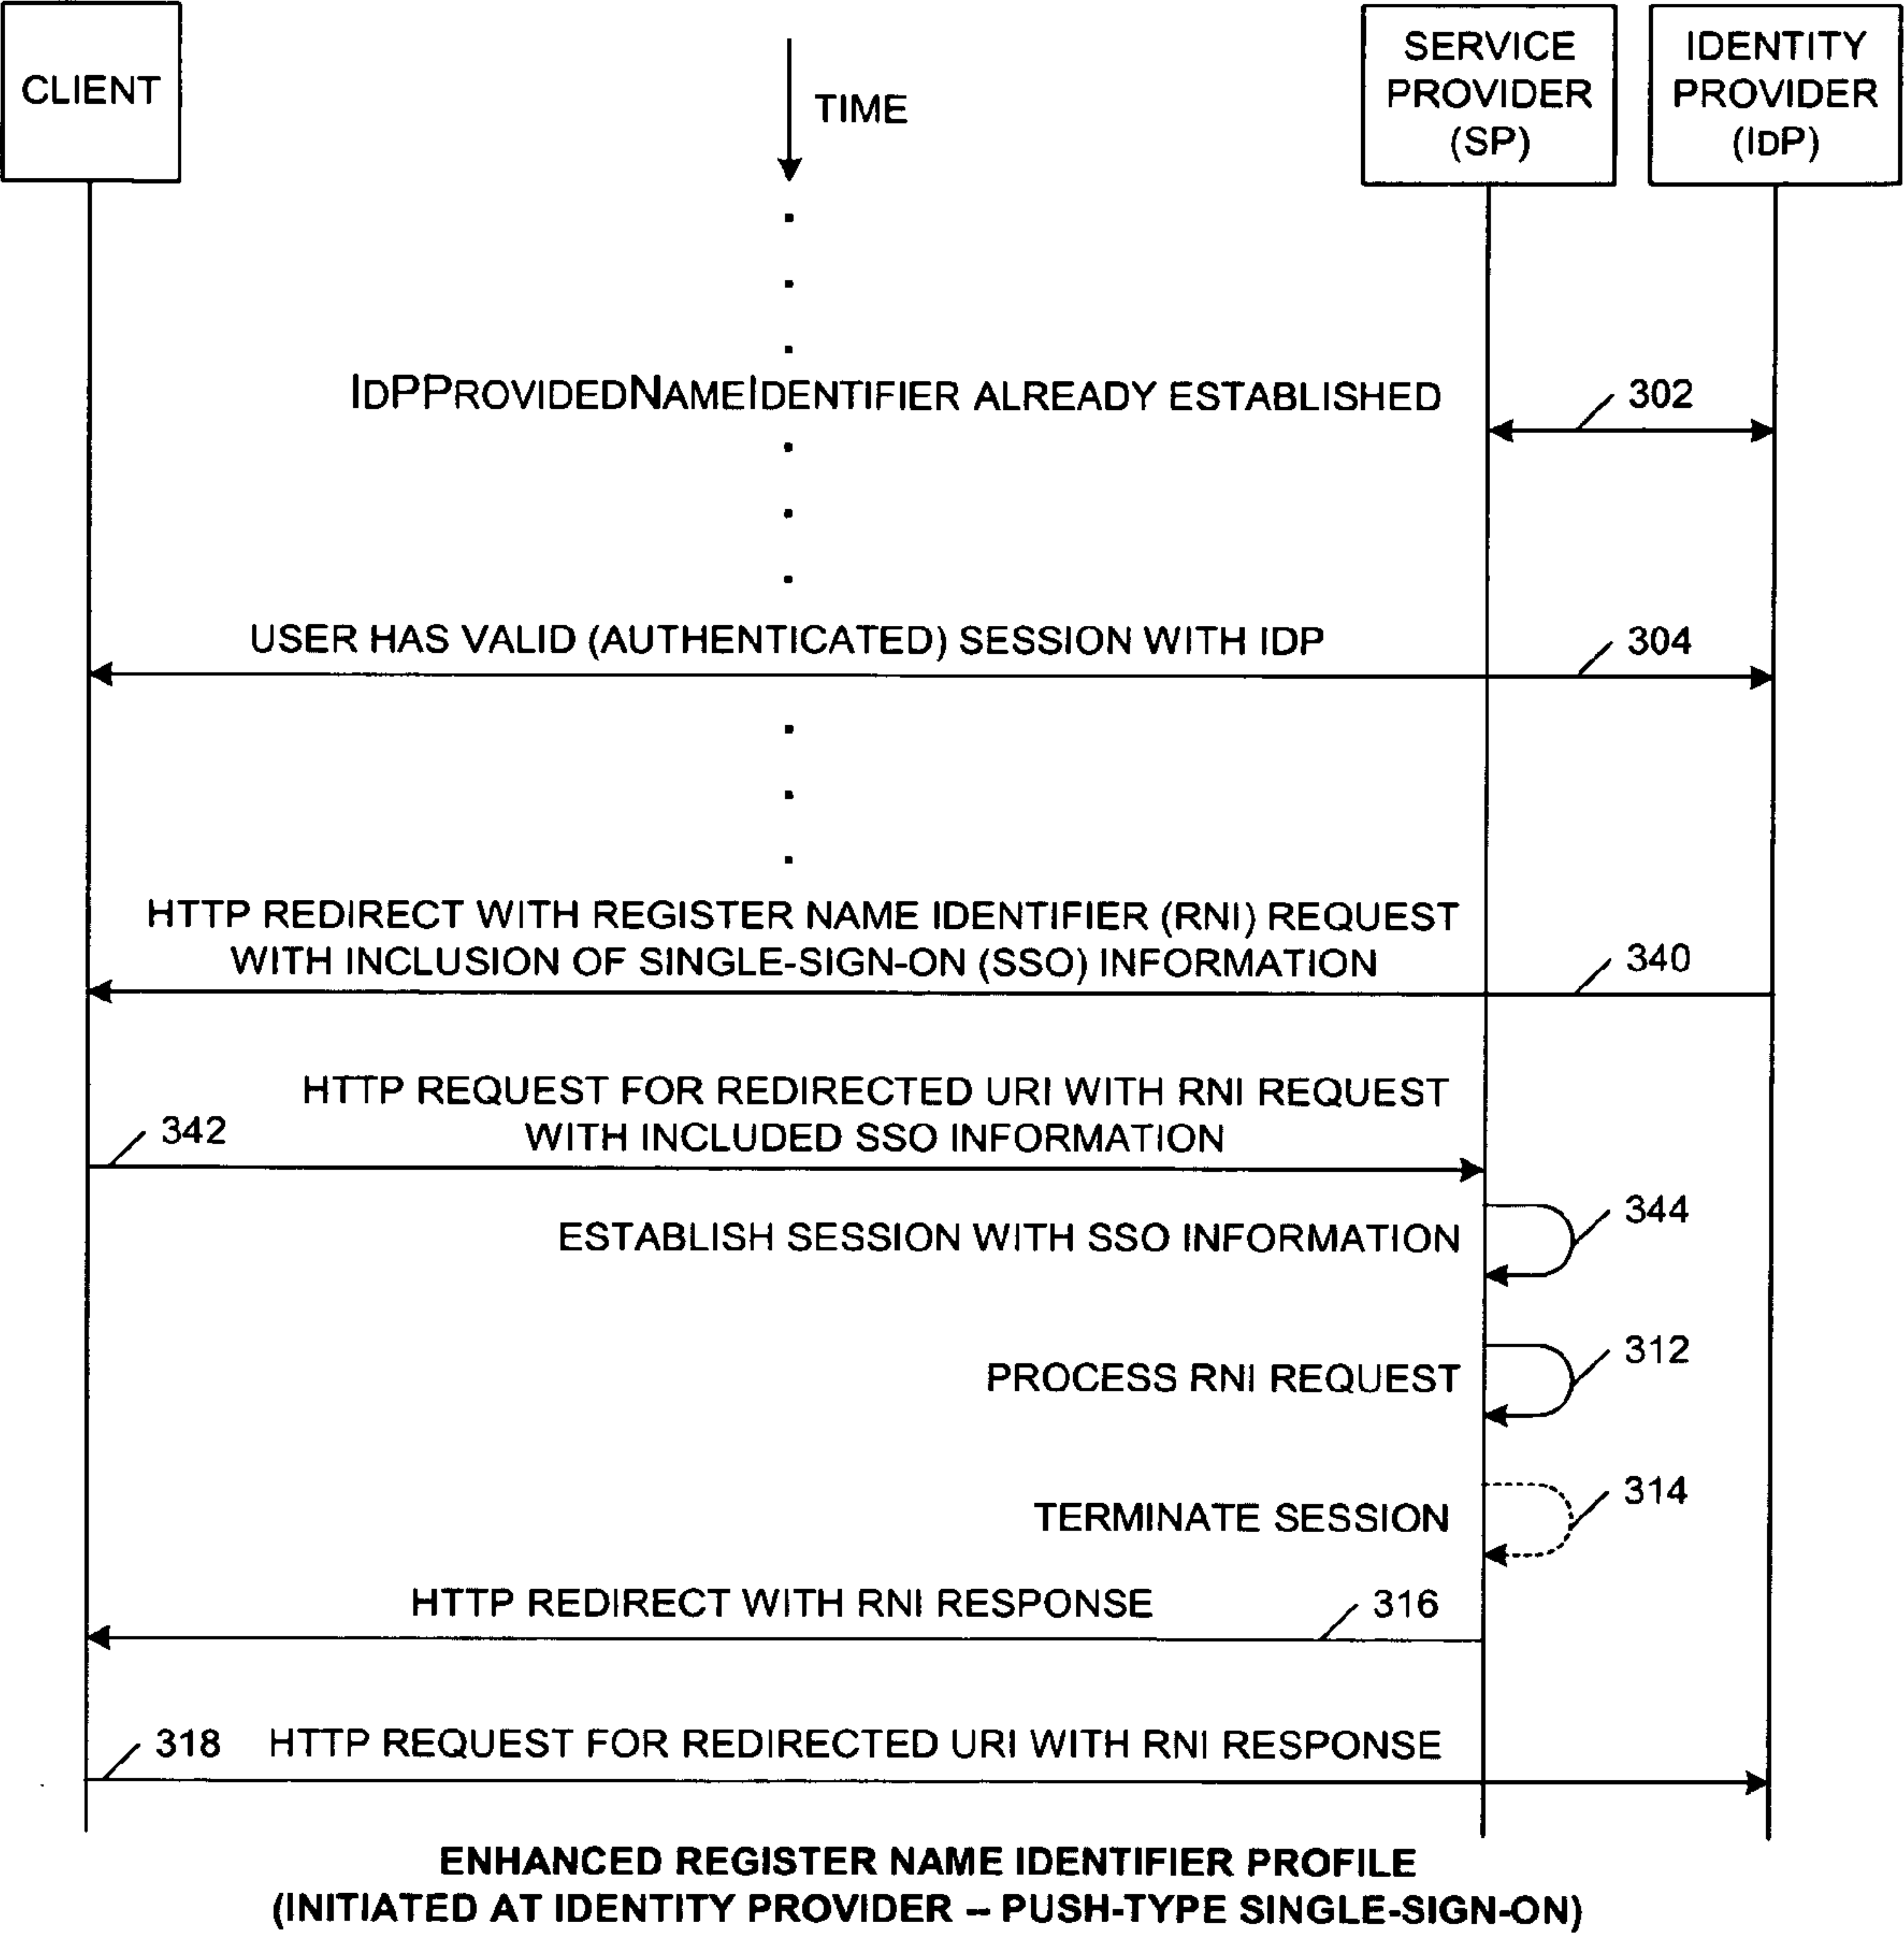 CLIENT
TIME
SERVICE
PROVIDER
(SP)
IDENTITY
PROVIDER
(IDP)
IDPPROVIDEDNAMEIDENTIFIER ALREADY ESTABLISHED
302
USER HAS VALID (AUTHENTICATED) SESSION WITH IDP
304
HTTP REDIRECT WITH REGISTER NAME IDENTIFIER (RNI) REQUEST
WITH INCLUSION OF SINGLE-SIGN-ON (SSO) INFORMATION
340
HTTP REQUEST FOR REDIRECTED URI WITH RNI REQUEST
WITH INCLUDED SSO INFORMATION
342
ESTABLISH SESSION WITH SSO INFORMATION
344
PROCESS RNI REQUEST
312
TERMINATE SESSION
314
HTTP REDIRECT WITH RNI RESPONSE
316
318
HTTP REQUEST FOR REDIRECTED URI WITH RNI RESPONSE
ENHANCED REGISTER NAME IDENTIFIER PROFILE
(INITIATED AT IDENTITY PROVIDER – PUSH-TYPE SINGLE-SIGN-ON)